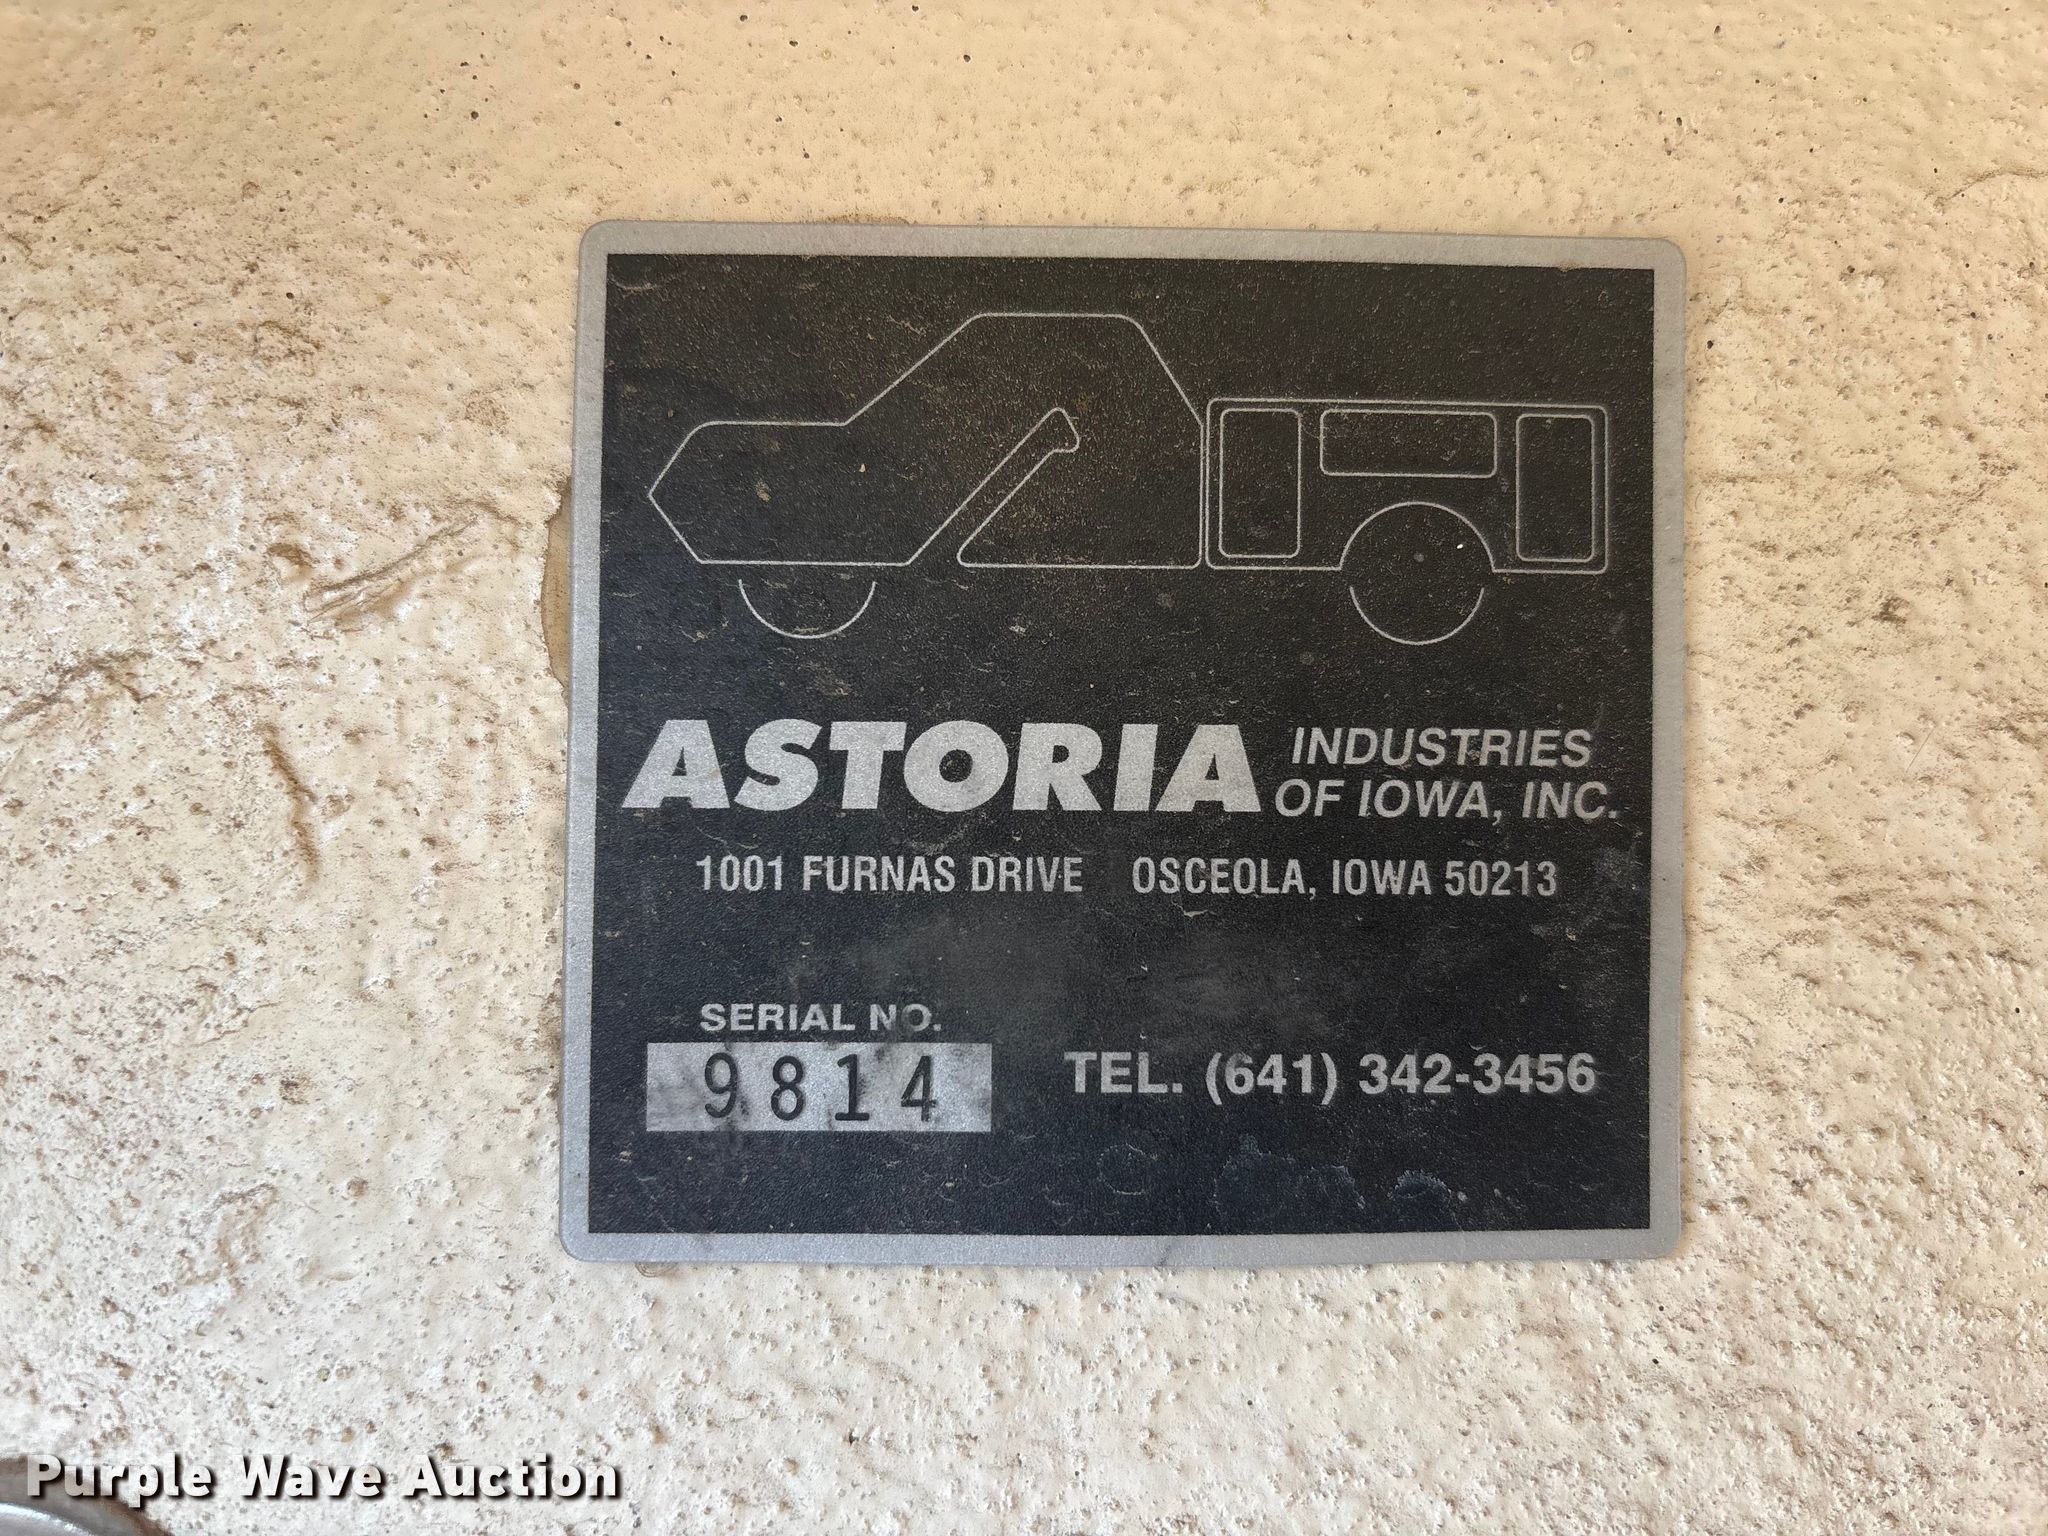 ASTORIA INDUSTRIES
OF IOWA, INC.
1001 FURNAS DRIVE OSCEOLA, IOWA 50213
SERIAL NO.
9814
TEL. (641) 342-3456
Purple Wave Auction